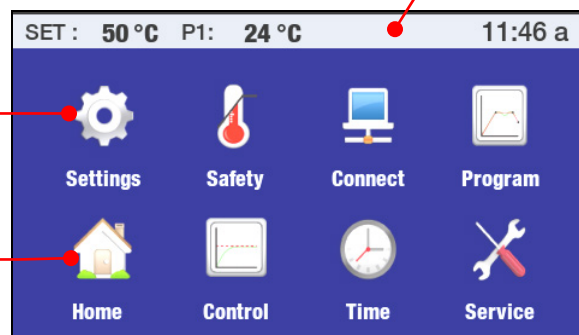 SET : 50 °C P1: 24 °C 11:46 a
Settings Safety Connect Program
Home Control Time Service